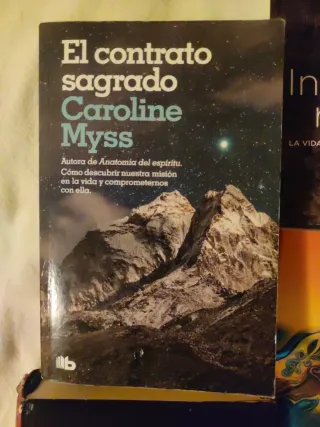 El contrato
sagrado
Caroline
Myss
Autora de Anatomía del espíritu.
Cómo descubrir nuestra misión
en la vida y comprometernos
con ella.
b
In
LA VIDA